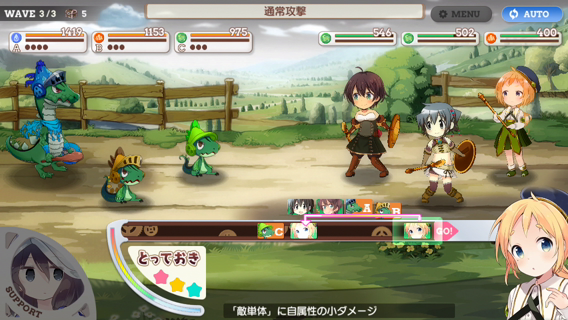 WAVE 3/3 5
通常攻撃
MENU
AUTO
1419
A
1153
B
975
C
546
502
400
A B
C
GO!
とっておき
SUPPORT
「敵単体」に自属性の小ダメージ